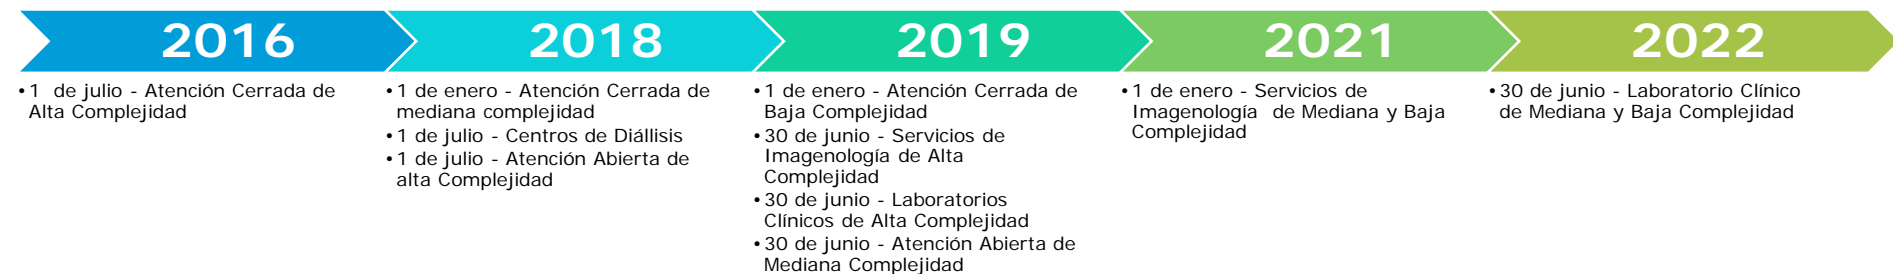 2016
• 1 de julio - Atención Cerrada de
Alta Complejidad
2018
• 1 de enero - Atención Cerrada de
mediana complejidad
• 1 de julio - Centros de Diállisis
• 1 de julio - Atención Abierta de
alta Complejidad
2019
• 1 de enero - Atención Cerrada de
Baja Complejidad
• 30 de junio - Servicios de
Imagenología de Alta
Complejidad
• 30 de junio - Laboratorios
Clínicos de Alta Complejidad
• 30 de junio - Atención Abierta de
Mediana Complejidad
2021
• 1 de enero - Servicios de
Imagenología de Mediana y Baja
Complejidad
2022
• 30 de junio - Laboratorio Clínico
de Mediana y Baja Complejidad